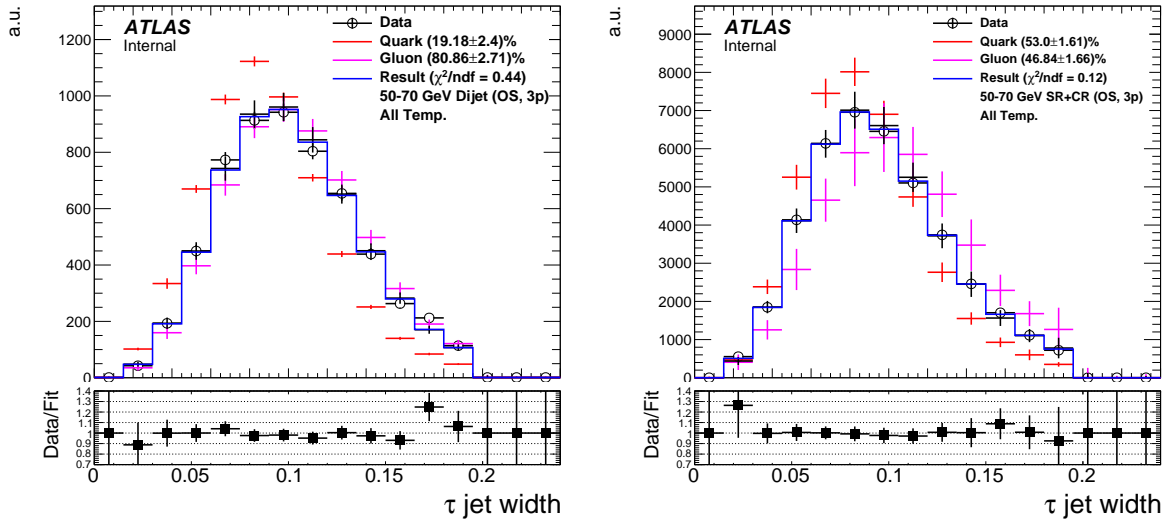 a.u.
ATLAS
Internal
Data
Quark (19.18±2.4)%
Gluon (80.86±2.71)%
Result (χ²/ndf = 0.44)
50-70 GeV Dijet (OS, 3p)
All Temp.
1200
1000
800
600
400
200
0
Data/Fit
1.4
1.3
1.2
1.1
1
0.9
0.8
0.7
0 0.05 0.1 0.15 0.2
τ jet width
a.u.
ATLAS
Internal
Data
Quark (53.0±1.61)%
Gluon (46.84±1.66)%
Result (χ²/ndf = 0.12)
50-70 GeV SR+CR (OS, 3p)
All Temp.
9000
8000
7000
6000
5000
4000
3000
2000
1000
0
Data/Fit
1.4
1.3
1.2
1.1
1
0.9
0.8
0.7
0 0.05 0.1 0.15 0.2
τ jet width